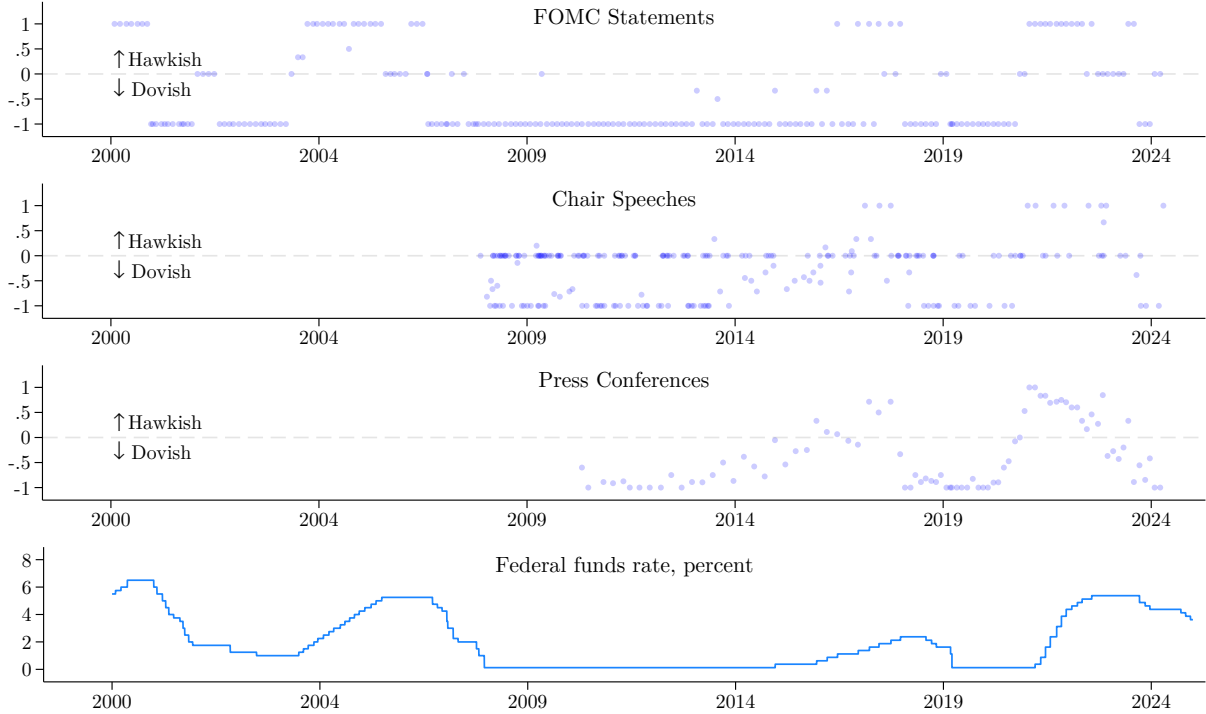 FOMC Statements
1
.5
0
-.5
-1
↑ Hawkish
↓ Dovish
2000 2004 2009 2014 2019 2024
Chair Speeches
1
.5
0
-.5
-1
↑ Hawkish
↓ Dovish
2000 2004 2009 2014 2019 2024
Press Conferences
1
.5
0
-.5
-1
↑ Hawkish
↓ Dovish
2000 2004 2009 2014 2019 2024
Federal funds rate, percent
8
6
4
2
0
2000 2004 2009 2014 2019 2024